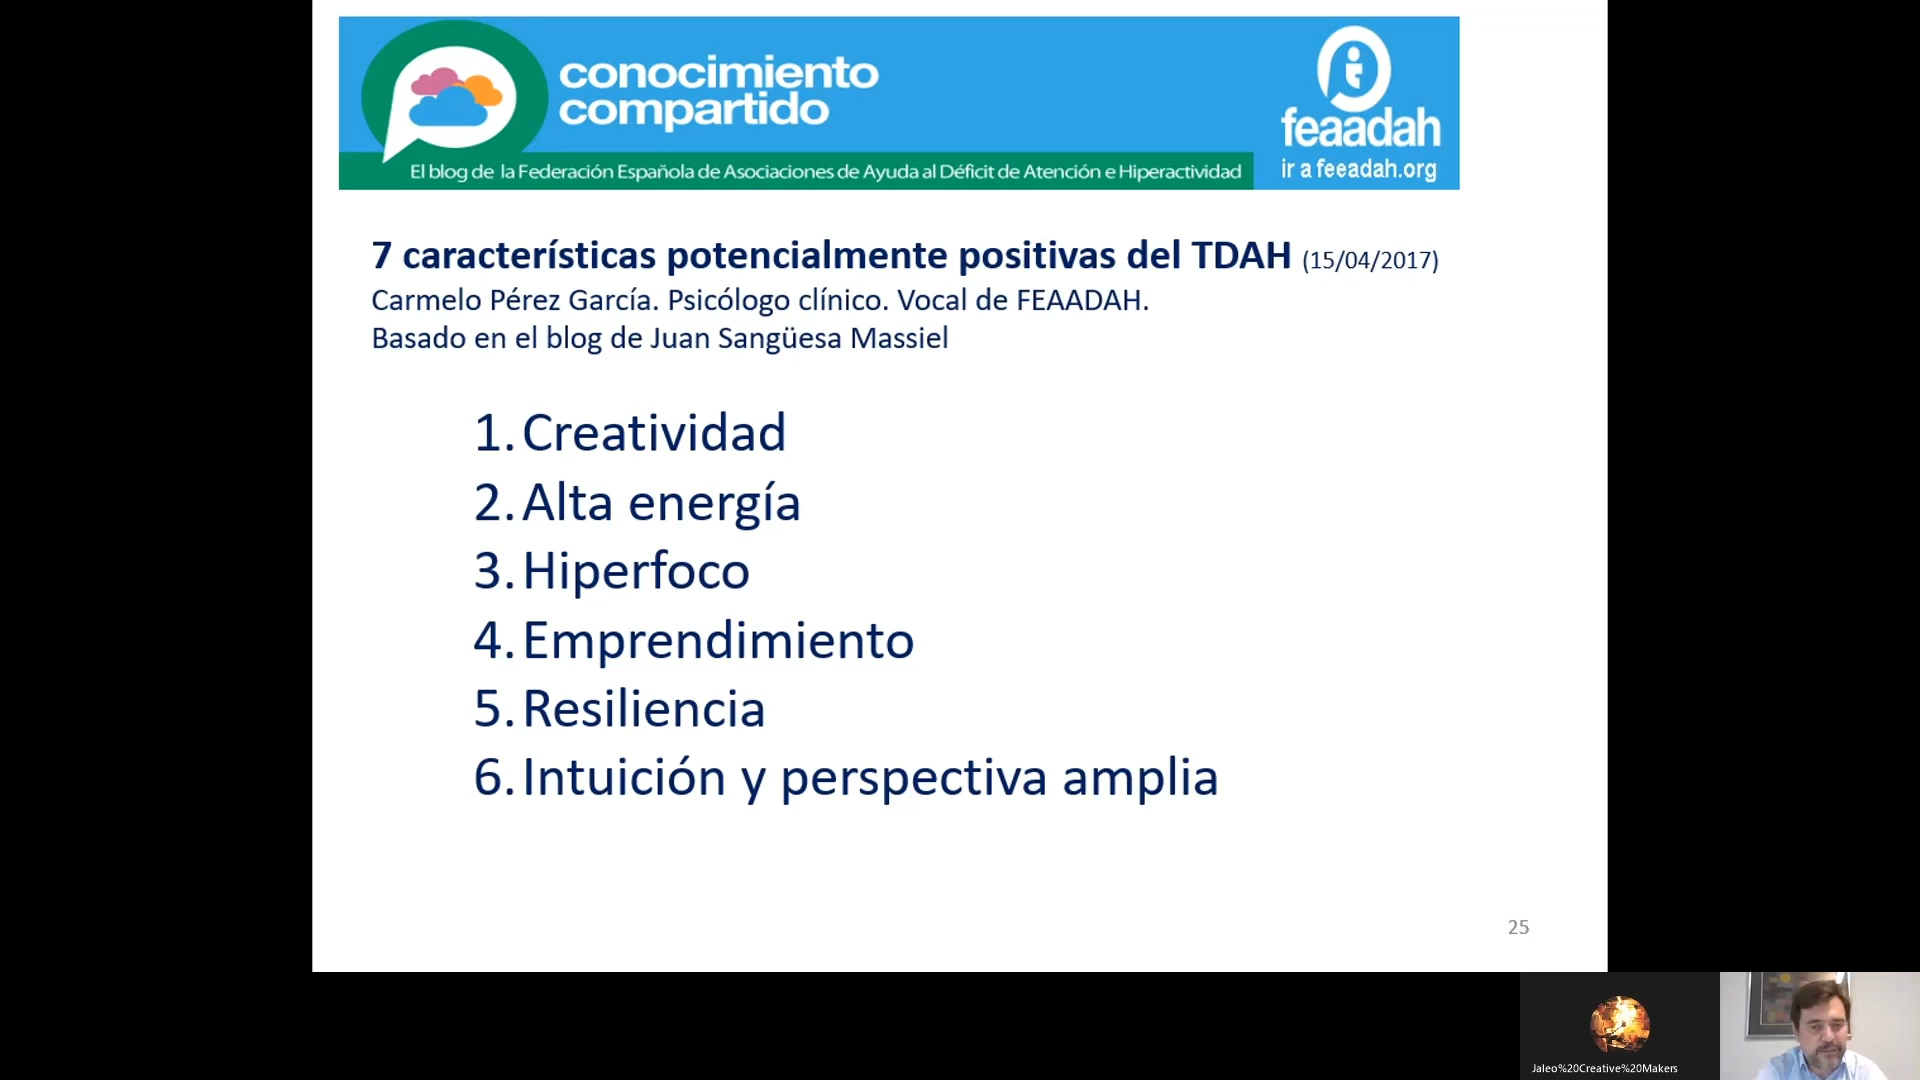 conocimiento
compartido
El blog de la Federación Española de Asociaciones de Ayuda al Déficit de Atención e Hiperactividad
feaadah
ir a feeadah.org
7 características potencialmente positivas del TDAH (15/04/2017)
Carmelo Pérez García. Psicólogo clínico. Vocal de FEAADAH.
Basado en el blog de Juan Sangüesa Massiel
1. Creatividad
2. Alta energía
3. Hiperfoco
4. Emprendimiento
5. Resiliencia
6. Intuición y perspectiva amplia
25
Jaleo%20Creative%20Makers